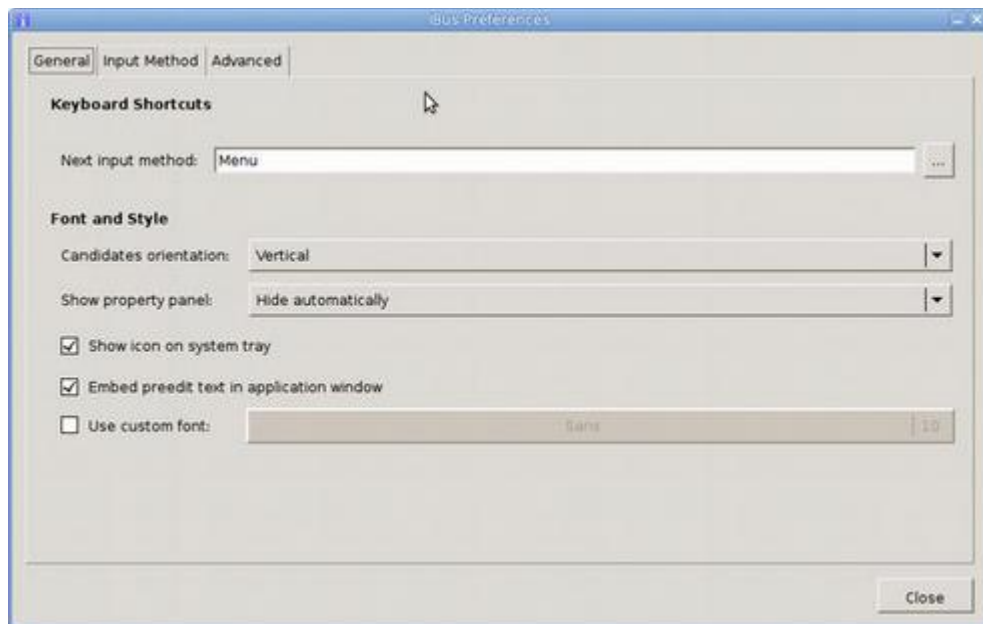 iBus Preferences
General Input Method Advanced
Keyboard Shortcuts
Next input method: Menu ...
Font and Style
Candidates orientation: Vertical
Show property panel: Hide automatically
Show icon on system tray
Embed preedit text in application window
Use custom font: Sans 10
Close